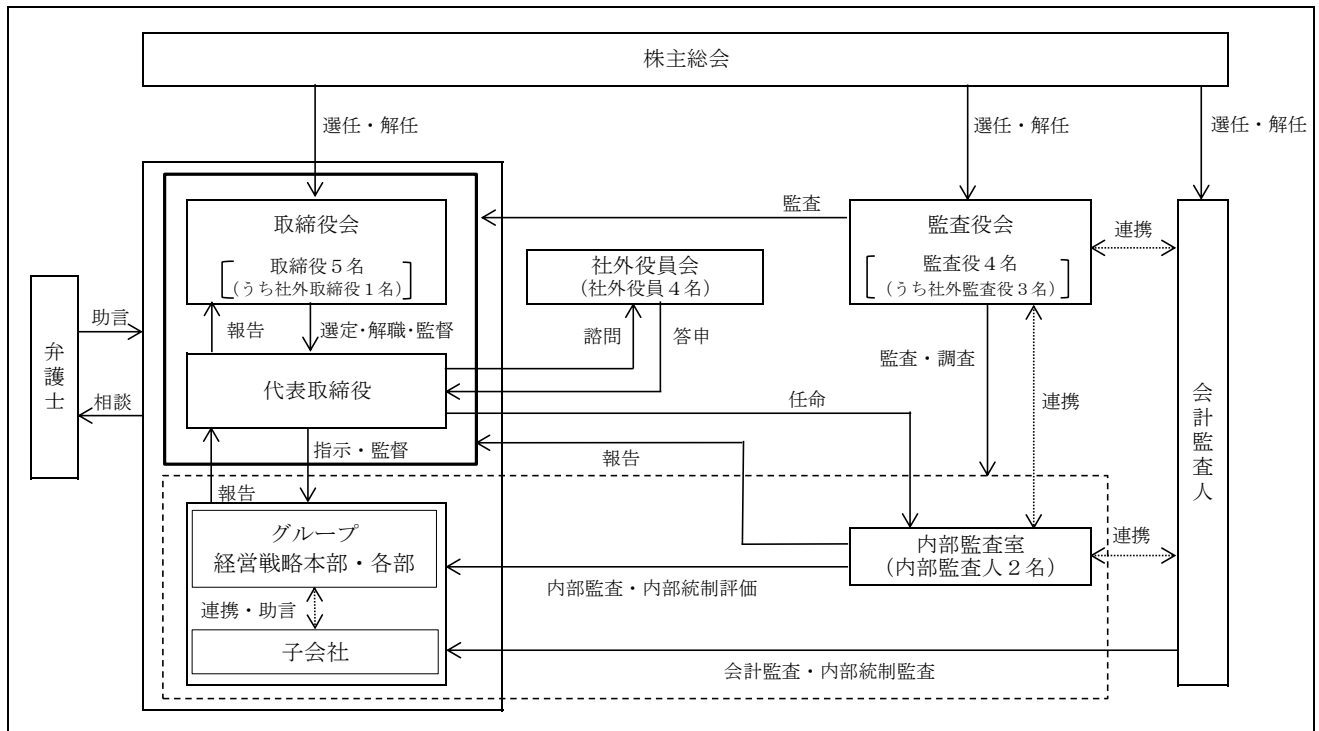 株主総会
選任・解任
選任・解任
選任・解任
取締役会
取締役5名
(うち社外取締役1名)
監査
監査役会
監査役4名
(うち社外監査役3名)
連携
社外役員会
(社外役員4名)
弁護士
助言
相談
報告
選定・解職・監督
諮問
答申
監査・調査
代表取締役
任命
連携
会計監査人
指示・監督
報告
報告
グループ
経営戦略本部・各部
内部監査室
(内部監査人2名)
連携
内部監査・内部統制評価
連携・助言
子会社
会計監査・内部統制監査